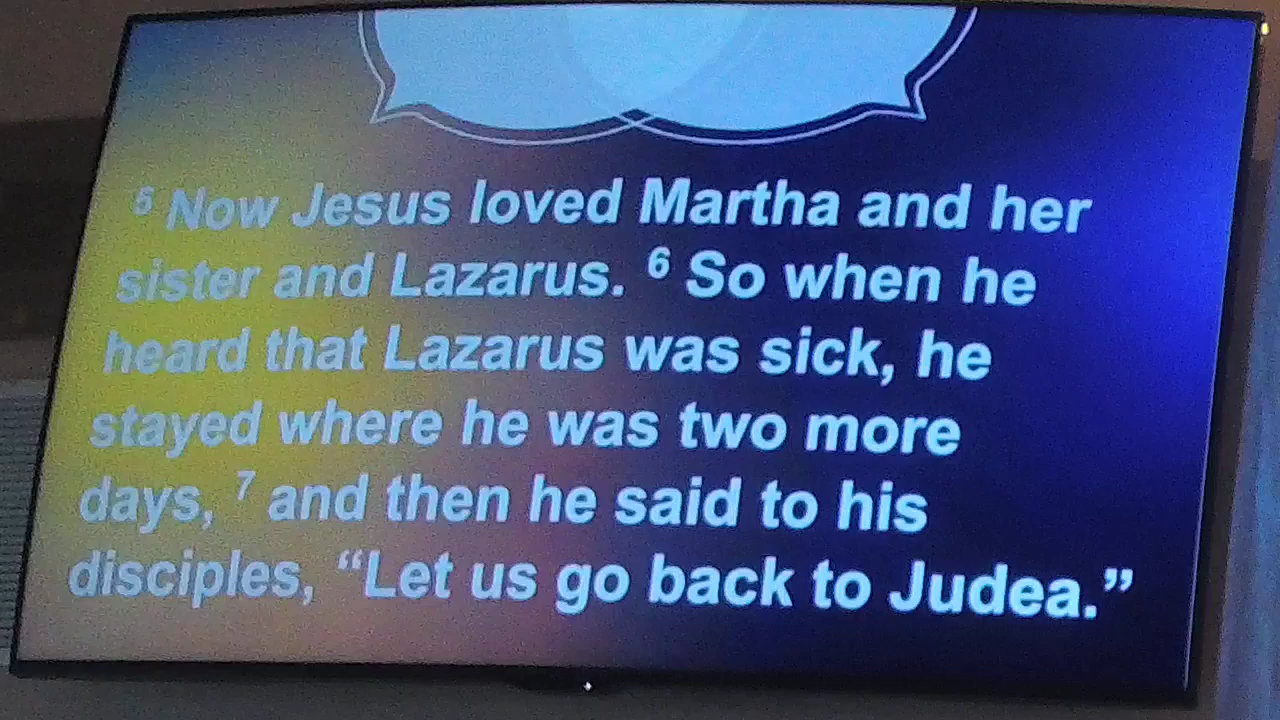 ⁵ Now Jesus loved Martha and her
sister and Lazarus. ⁶ So when he
heard that Lazarus was sick, he
stayed where he was two more
days, ⁷ and then he said to his
disciples, “Let us go back to Judea.”